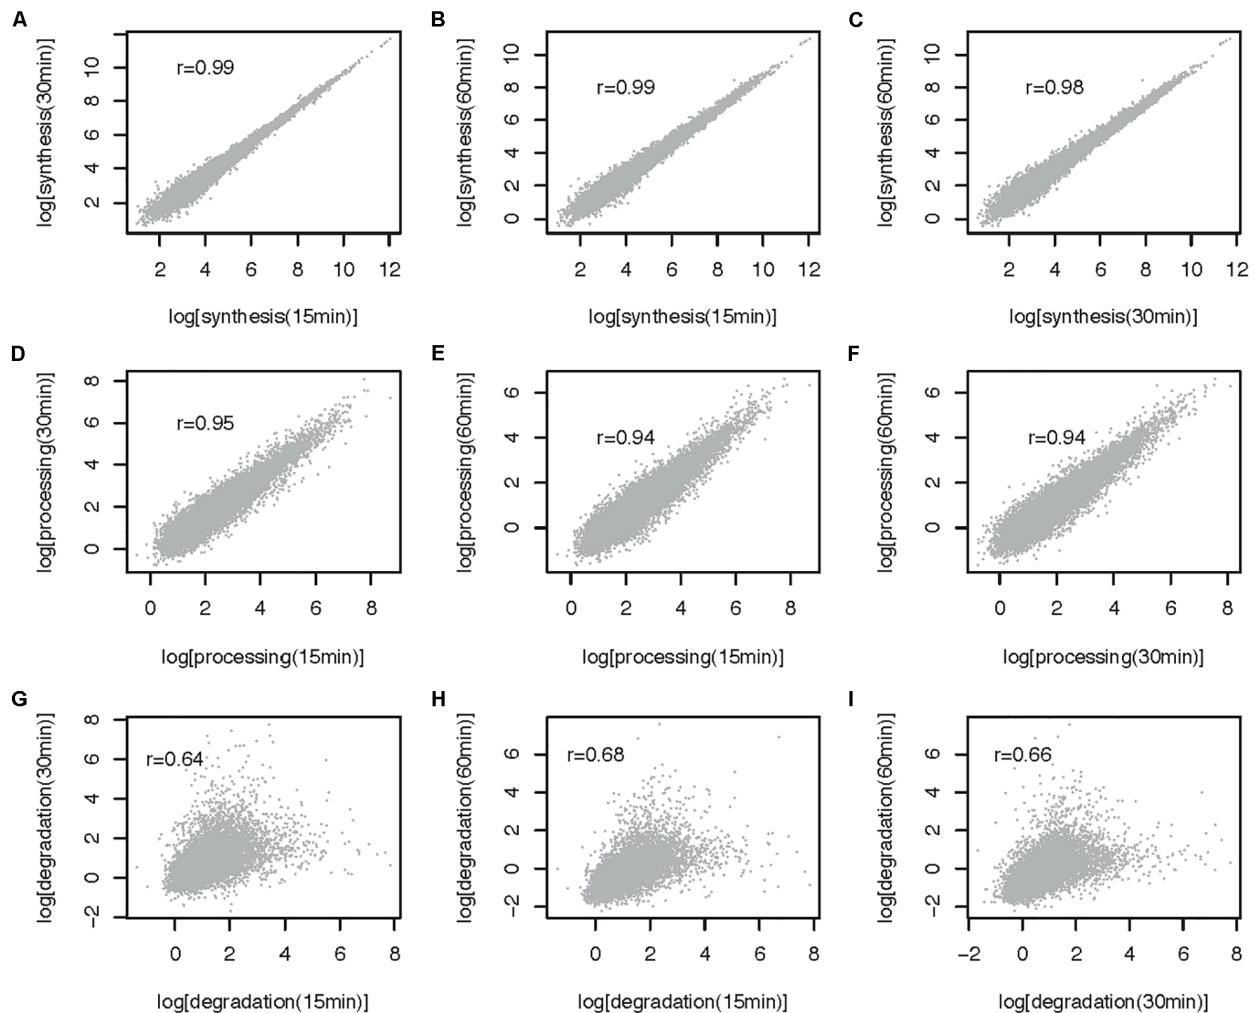 A B C
log[synthesis(30min)]
10
8
6
4
2
r=0.99
2 4 6 8 10 12
log[synthesis(15min)]
log[synthesis(60min)]
10
8
6
4
2
0
r=0.99
2 4 6 8 10 12
log[synthesis(15min)]
log[synthesis(60min)]
10
8
6
4
2
0
r=0.98
2 4 6 8 10 12
log[synthesis(30min)]
D E F
log[processing(30min)]
8
6
4
2
0
r=0.95
0 2 4 6 8
log[processing(15min)]
log[processing(60min)]
6
4
2
0
r=0.94
0 2 4 6 8
log[processing(15min)]
log[processing(60min)]
6
4
2
0
r=0.94
0 2 4 6 8
log[processing(30min)]
G H I
log[degradation(30min)]
8
6
4
2
0
−2
r=0.64
0 2 4 6 8
log[degradation(15min)]
log[degradation(60min)]
6
4
2
0
−2
r=0.68
0 2 4 6 8
log[degradation(15min)]
log[degradation(60min)]
6
4
2
0
−2
r=0.66
−2 0 2 4 6 8
log[degradation(30min)]